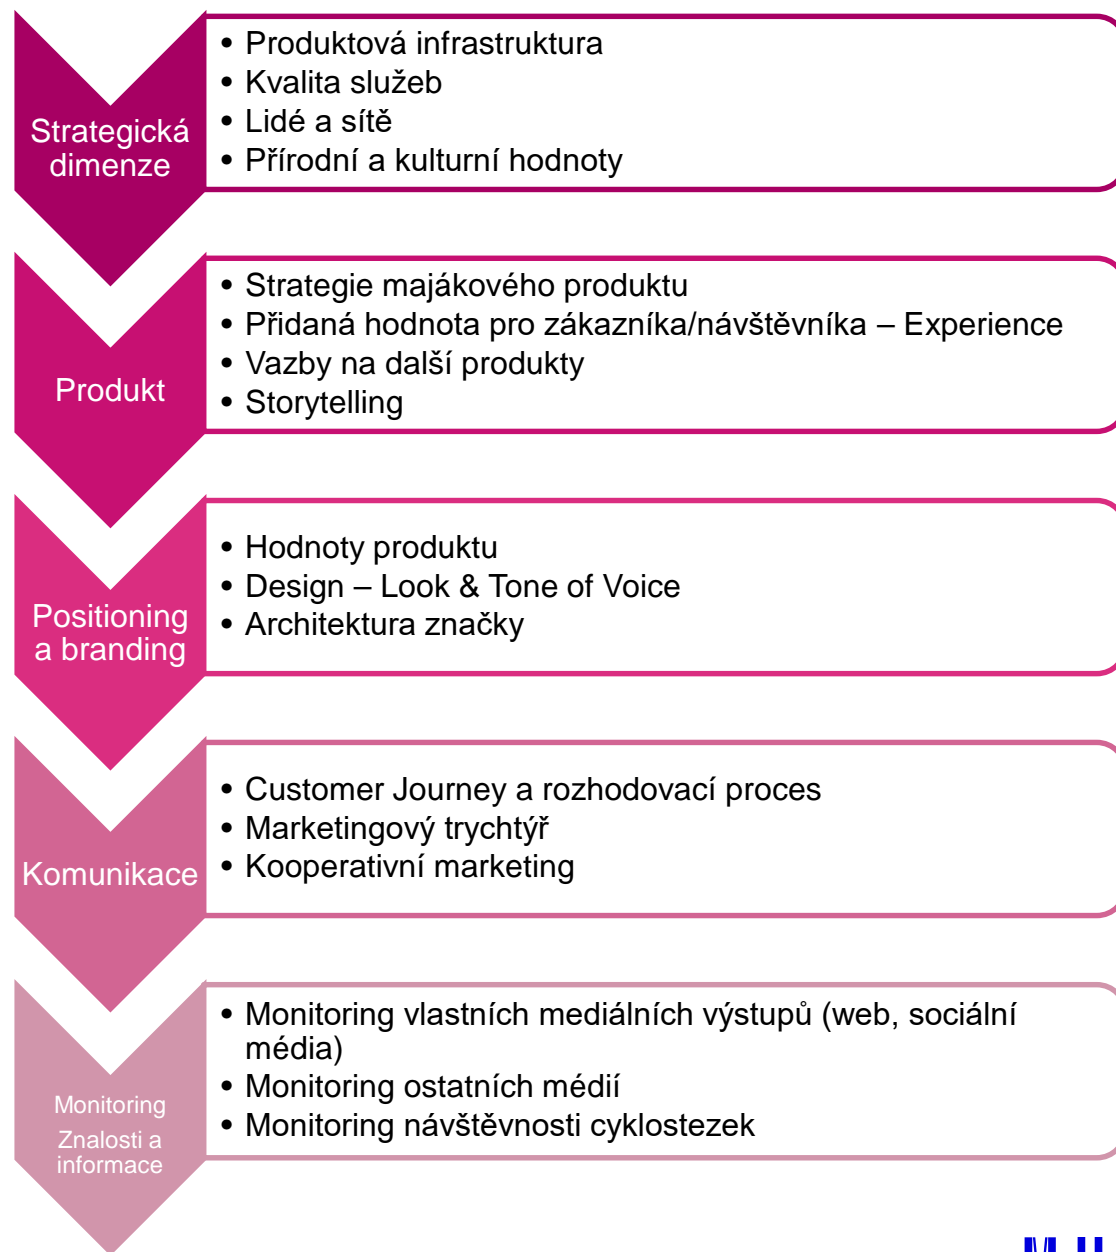 Strategická
dimenze
• Produktová infrastruktura
• Kvalita služeb
• Lidé a sítě
• Přírodní a kulturní hodnoty
Produkt
• Strategie majákového produktu
• Přidaná hodnota pro zákazníka/návštěvníka – Experience
• Vazby na další produkty
• Storytelling
Positioning
a branding
• Hodnoty produktu
• Design – Look & Tone of Voice
• Architektura značky
Komunikace
• Customer Journey a rozhodovací proces
• Marketingový trychtýř
• Kooperativní marketing
Monitoring
Znalosti a
informace
• Monitoring vlastních mediálních výstupů (web, sociální
média)
• Monitoring ostatních médií
• Monitoring návštěvnosti cyklostezek